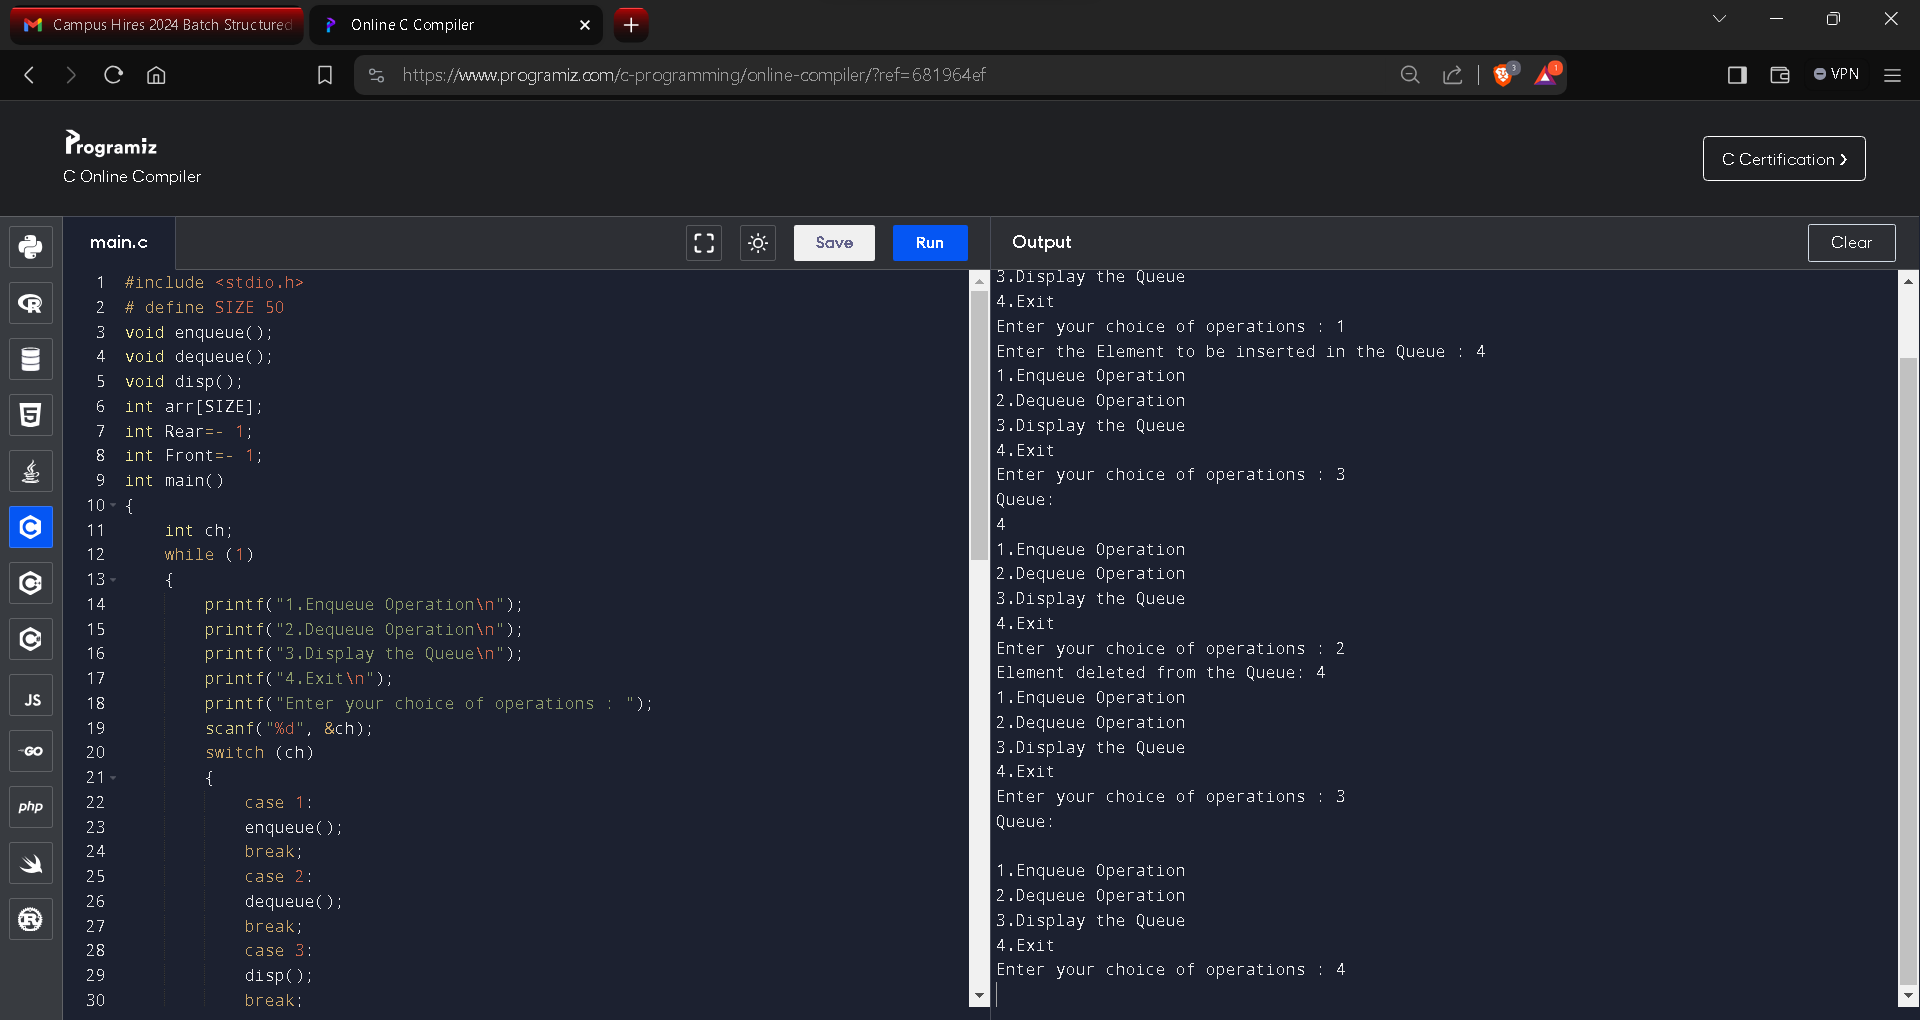 Campus Hires 2024 Batch Structured
Online C Compiler
https://www.programiz.com/c-programming/online-compiler/?ref=681964ef
3
1
VPN
Programiz
C Online Compiler
C Certification
main.c
Save
Run
Output
Clear
JS
GO
php
1 #include <stdio.h>
2 # define SIZE 50
3 void enqueue();
4 void dequeue();
5 void disp();
6 int arr[SIZE];
7 int Rear=- 1;
8 int Front=- 1;
9 int main()
10 {
11 int ch;
12 while (1)
13 {
14 printf("1.Enqueue Operation\n");
15 printf("2.Dequeue Operation\n");
16 printf("3.Display the Queue\n");
17 printf("4.Exit\n");
18 printf("Enter your choice of operations : ");
19 scanf("%d", &ch);
20 switch (ch)
21 {
22 case 1:
23 enqueue();
24 break;
25 case 2:
26 dequeue();
27 break;
28 case 3:
29 disp();
30 break;
3.Display the Queue
4.Exit
Enter your choice of operations : 1
Enter the Element to be inserted in the Queue : 4
1.Enqueue Operation
2.Dequeue Operation
3.Display the Queue
4.Exit
Enter your choice of operations : 3
Queue:
4
1.Enqueue Operation
2.Dequeue Operation
3.Display the Queue
4.Exit
Enter your choice of operations : 2
Element deleted from the Queue: 4
1.Enqueue Operation
2.Dequeue Operation
3.Display the Queue
4.Exit
Enter your choice of operations : 3
Queue:
1.Enqueue Operation
2.Dequeue Operation
3.Display the Queue
4.Exit
Enter your choice of operations : 4